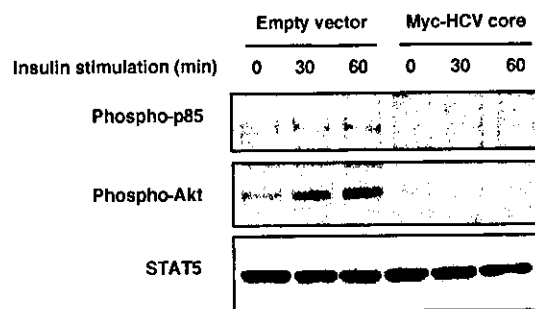 Empty vector Myc-HCV core
Insulin stimulation (min) 0 30 60 0 30 60
Phospho-p85
Phospho-Akt
STAT5